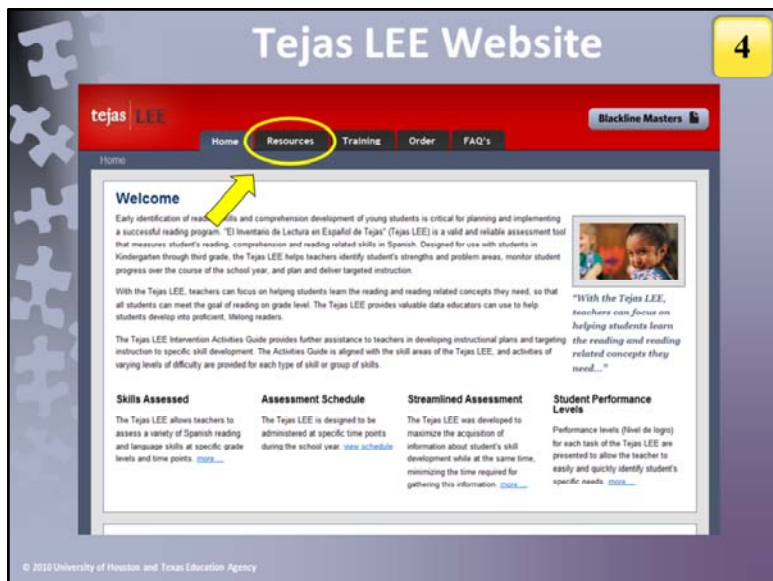 Tejas LEE Website
4
tejas LEE
Blackline Masters
Home Resources Training Order FAQ's
Home
Welcome
Early identification of reading skills and comprehension development of young students is critical for planning and implementing
a successful reading program. "El Inventario de Lectura en Español de Tejas" (Tejas LEE) is a valid and reliable assessment tool
that measures student's reading, comprehension and reading related skills in Spanish. Designed for use with students in
Kindergarten through third grade, the Tejas LEE helps teachers identify student's strengths and problem areas, monitor student
progress over the course of the school year, and plan and deliver targeted instruction.
With the Tejas LEE, teachers can focus on helping students learn the reading and reading related concepts they need, so that
all students can meet the goal of reading on grade level. The Tejas LEE provides valuable data educators can use to help
students develop into proficient, lifelong readers.
The Tejas LEE Intervention Activities Guide provides further assistance to teachers in developing instructional plans and targeting
instruction to specific skill development. The Activities Guide is aligned with the skill areas of the Tejas LEE, and activities of
varying levels of difficulty are provided for each type of skill or group of skills.
"With the Tejas LEE,
teachers can focus on
helping students learn
the reading and reading
related concepts they
need..."
Skills Assessed
The Tejas LEE allows teachers to
assess a variety of Spanish reading
and language skills at specific grade
levels and time points. more ...
Assessment Schedule
The Tejas LEE is designed to be
administered at specific time points
during the school year. view schedule
Streamlined Assessment
The Tejas LEE was developed to
maximize the acquisition of
information about student's skill
development while at the same time,
minimizing the time required for
gathering this information. more ...
Student Performance
Levels
Performance levels (Nivel de logro)
for each task of the Tejas LEE are
presented to allow the teacher to
easily and quickly identify student's
specific needs. more ...
© 2010 University of Houston and Texas Education Agency